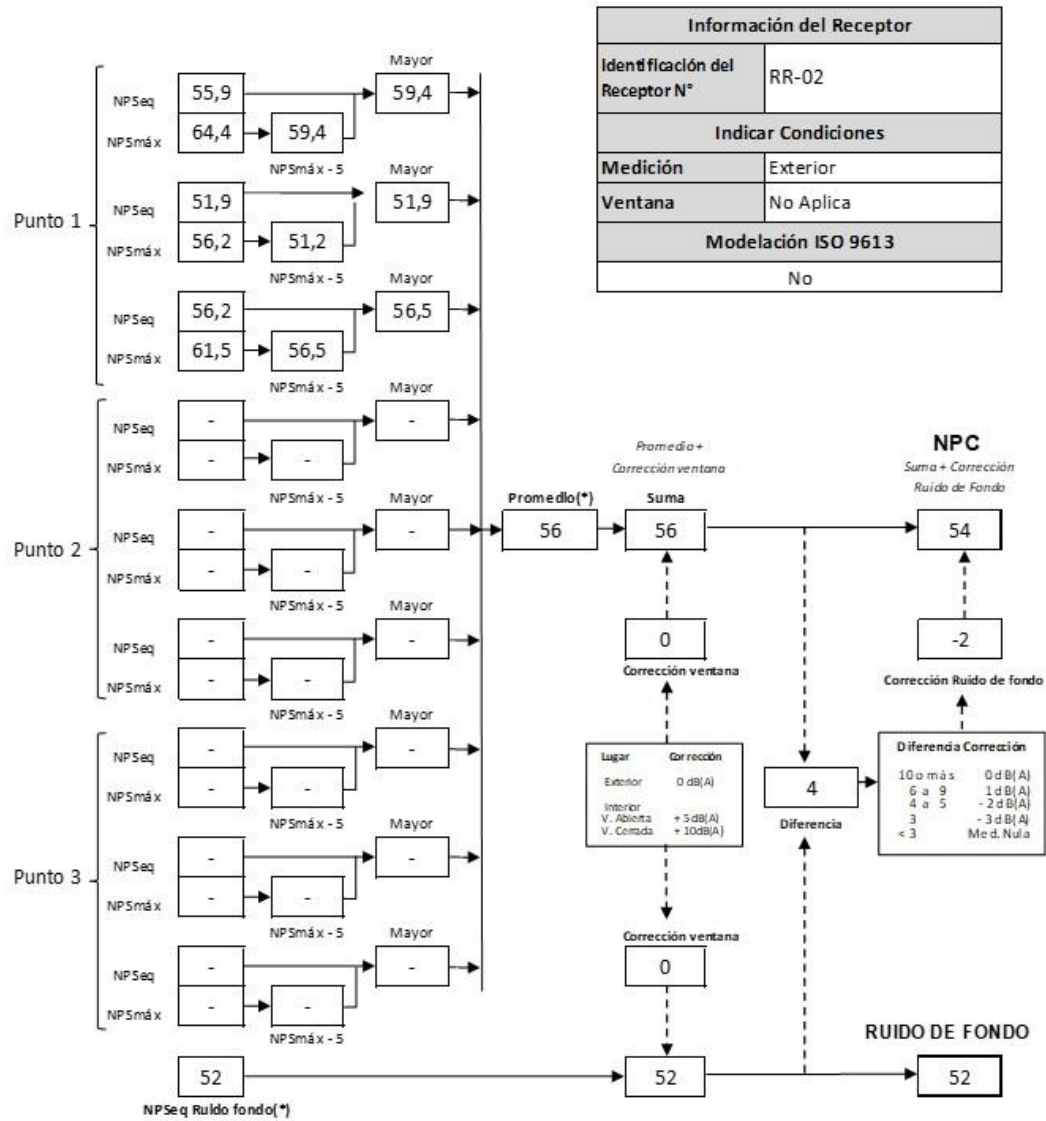 Información del Receptor
Identificación del Receptor N° RR-02
Indicar Condiciones
Medición Exterior
Ventana No Aplica
Modelación ISO 9613
No
Punto 1
Mayor
NPSeq 55,9 59,4
NPSmáx 64,4 59,4
NPSmáx - 5
Mayor
NPSeq 51,9 51,9
NPSmáx 56,2 51,2
NPSmáx - 5
Mayor
NPSeq 56,2 56,5
NPSmáx 61,5 56,5
NPSmáx - 5
Punto 2
Mayor
NPSeq - -
NPSmáx - -
NPSmáx - 5
Mayor
NPSeq - -
NPSmáx - -
NPSmáx - 5
Mayor
NPSeq - -
NPSmáx - -
NPSmáx - 5
Punto 3
Mayor
NPSeq - -
NPSmáx - -
NPSmáx - 5
Mayor
NPSeq - -
NPSmáx - -
NPSmáx - 5
Mayor
NPSeq - -
NPSmáx - -
NPSmáx - 5
Promedio(*)
56
Promedio +
Corrección ventana
Suma
56
0
Corrección ventana
Lugar Corrección
Exterior 0 dB(A)
Interior
V. Abierta + 5dB(A)
V. Cerrada + 10dB(A)
Corrección ventana
0
NPC
Suma + Corrección
Ruido de Fondo
54
-2
Corrección Ruido de fondo
4
Diferencia
Diferencia Corrección
10 o más 0 dB(A)
6 a 9 1 dB(A)
4 a 5 - 2 dB(A)
3 - 3 dB(A)
< 3 Med. Nula
RUIDO DE FONDO
52 52 52
NPSeq Ruido fondo(*)